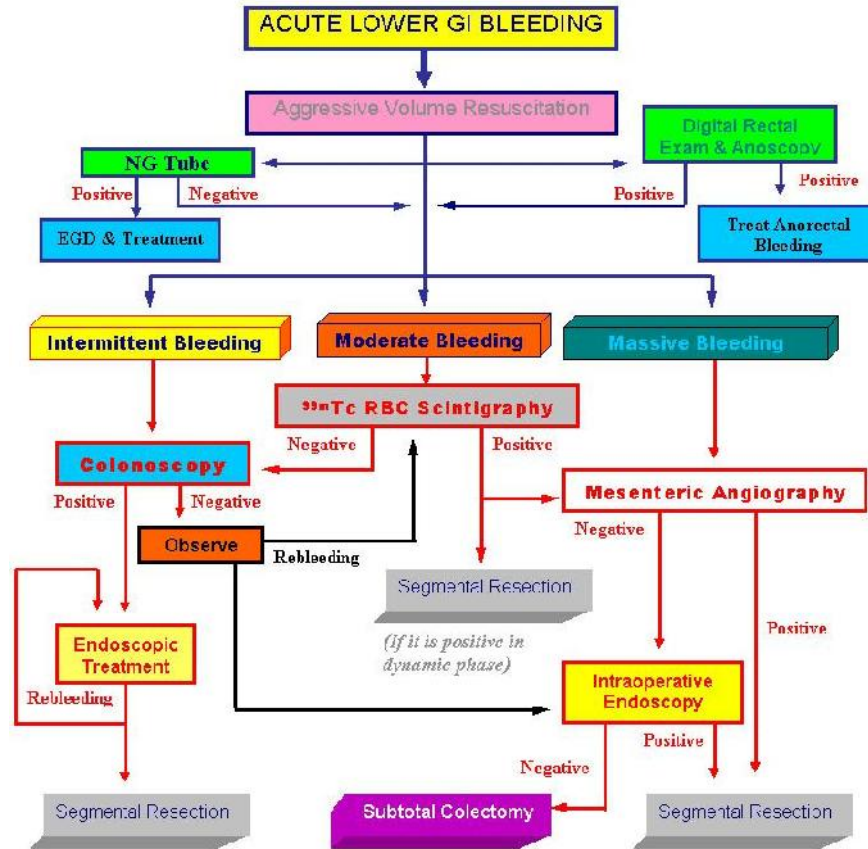 ACUTE LOWER GI BLEEDING
Aggressive Volume Resuscitation
Digital Rectal
Exam & Anoscopy
NG Tube
Positive
Negative
Positive
Positive
EGD & Treatment
Treat Anorectal
Bleeding
Intermittent Bleeding
Moderate Bleeding
Massive Bleeding
99mTc RBC Scintigraphy
Negative
Positive
Colonoscopy
Mesenteric Angiography
Positive
Negative
Negative
Observe
Rebleeding
Segmental Resection
(If it is positive in
dynamic phase)
Positive
Endoscopic
Treatment
Rebleeding
Intraoperative
Endoscopy
Negative
Positive
Segmental Resection
Subtotal Colectomy
Segmental Resection